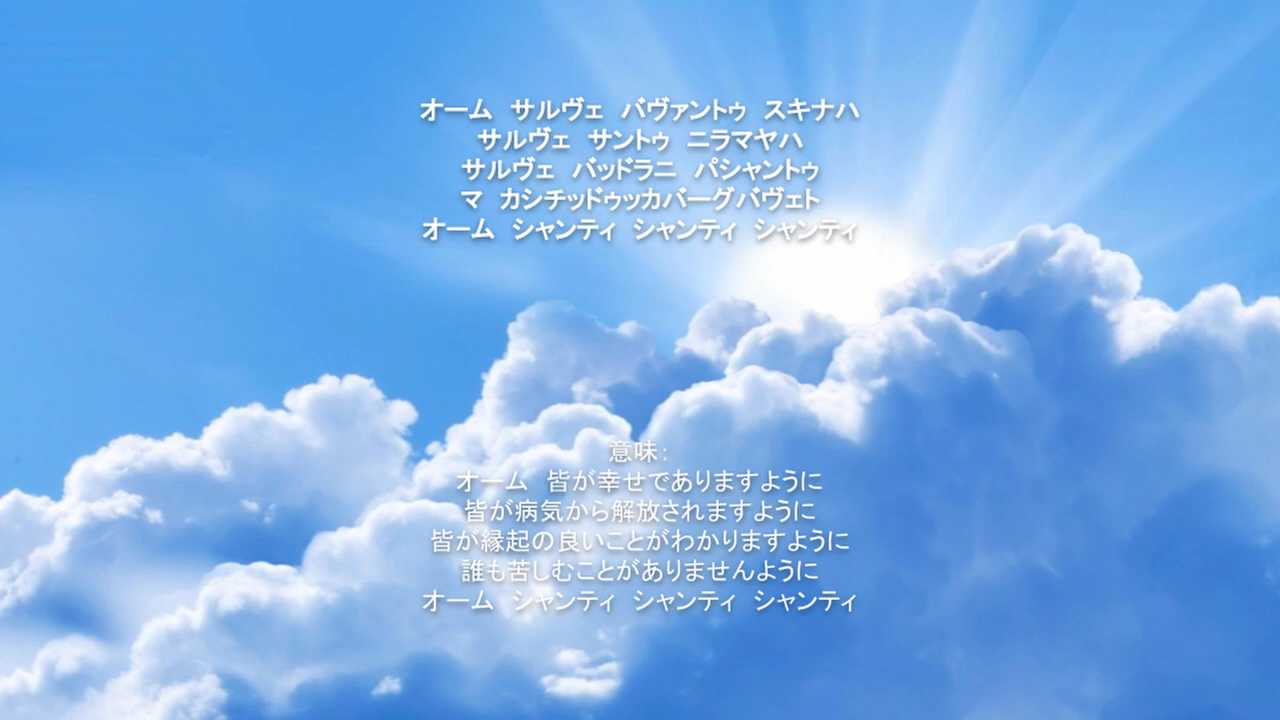 オーム　サルヴェ　バヴァントゥ　スキナハ
サルヴェ　サントゥ　ニラマヤハ
サルヴェ　バッドラニ　パシャントゥ
マ　カシチッドゥッカバーグバヴェト
オーム　シャンティ　シャンティ　シャンティ
意味：
オーム　皆が幸せでありますように
皆が病気から解放されますように
皆が縁起の良いことがわかりますように
誰も苦しむことがありませんように
オーム　シャンティ　シャンティ　シャンティ